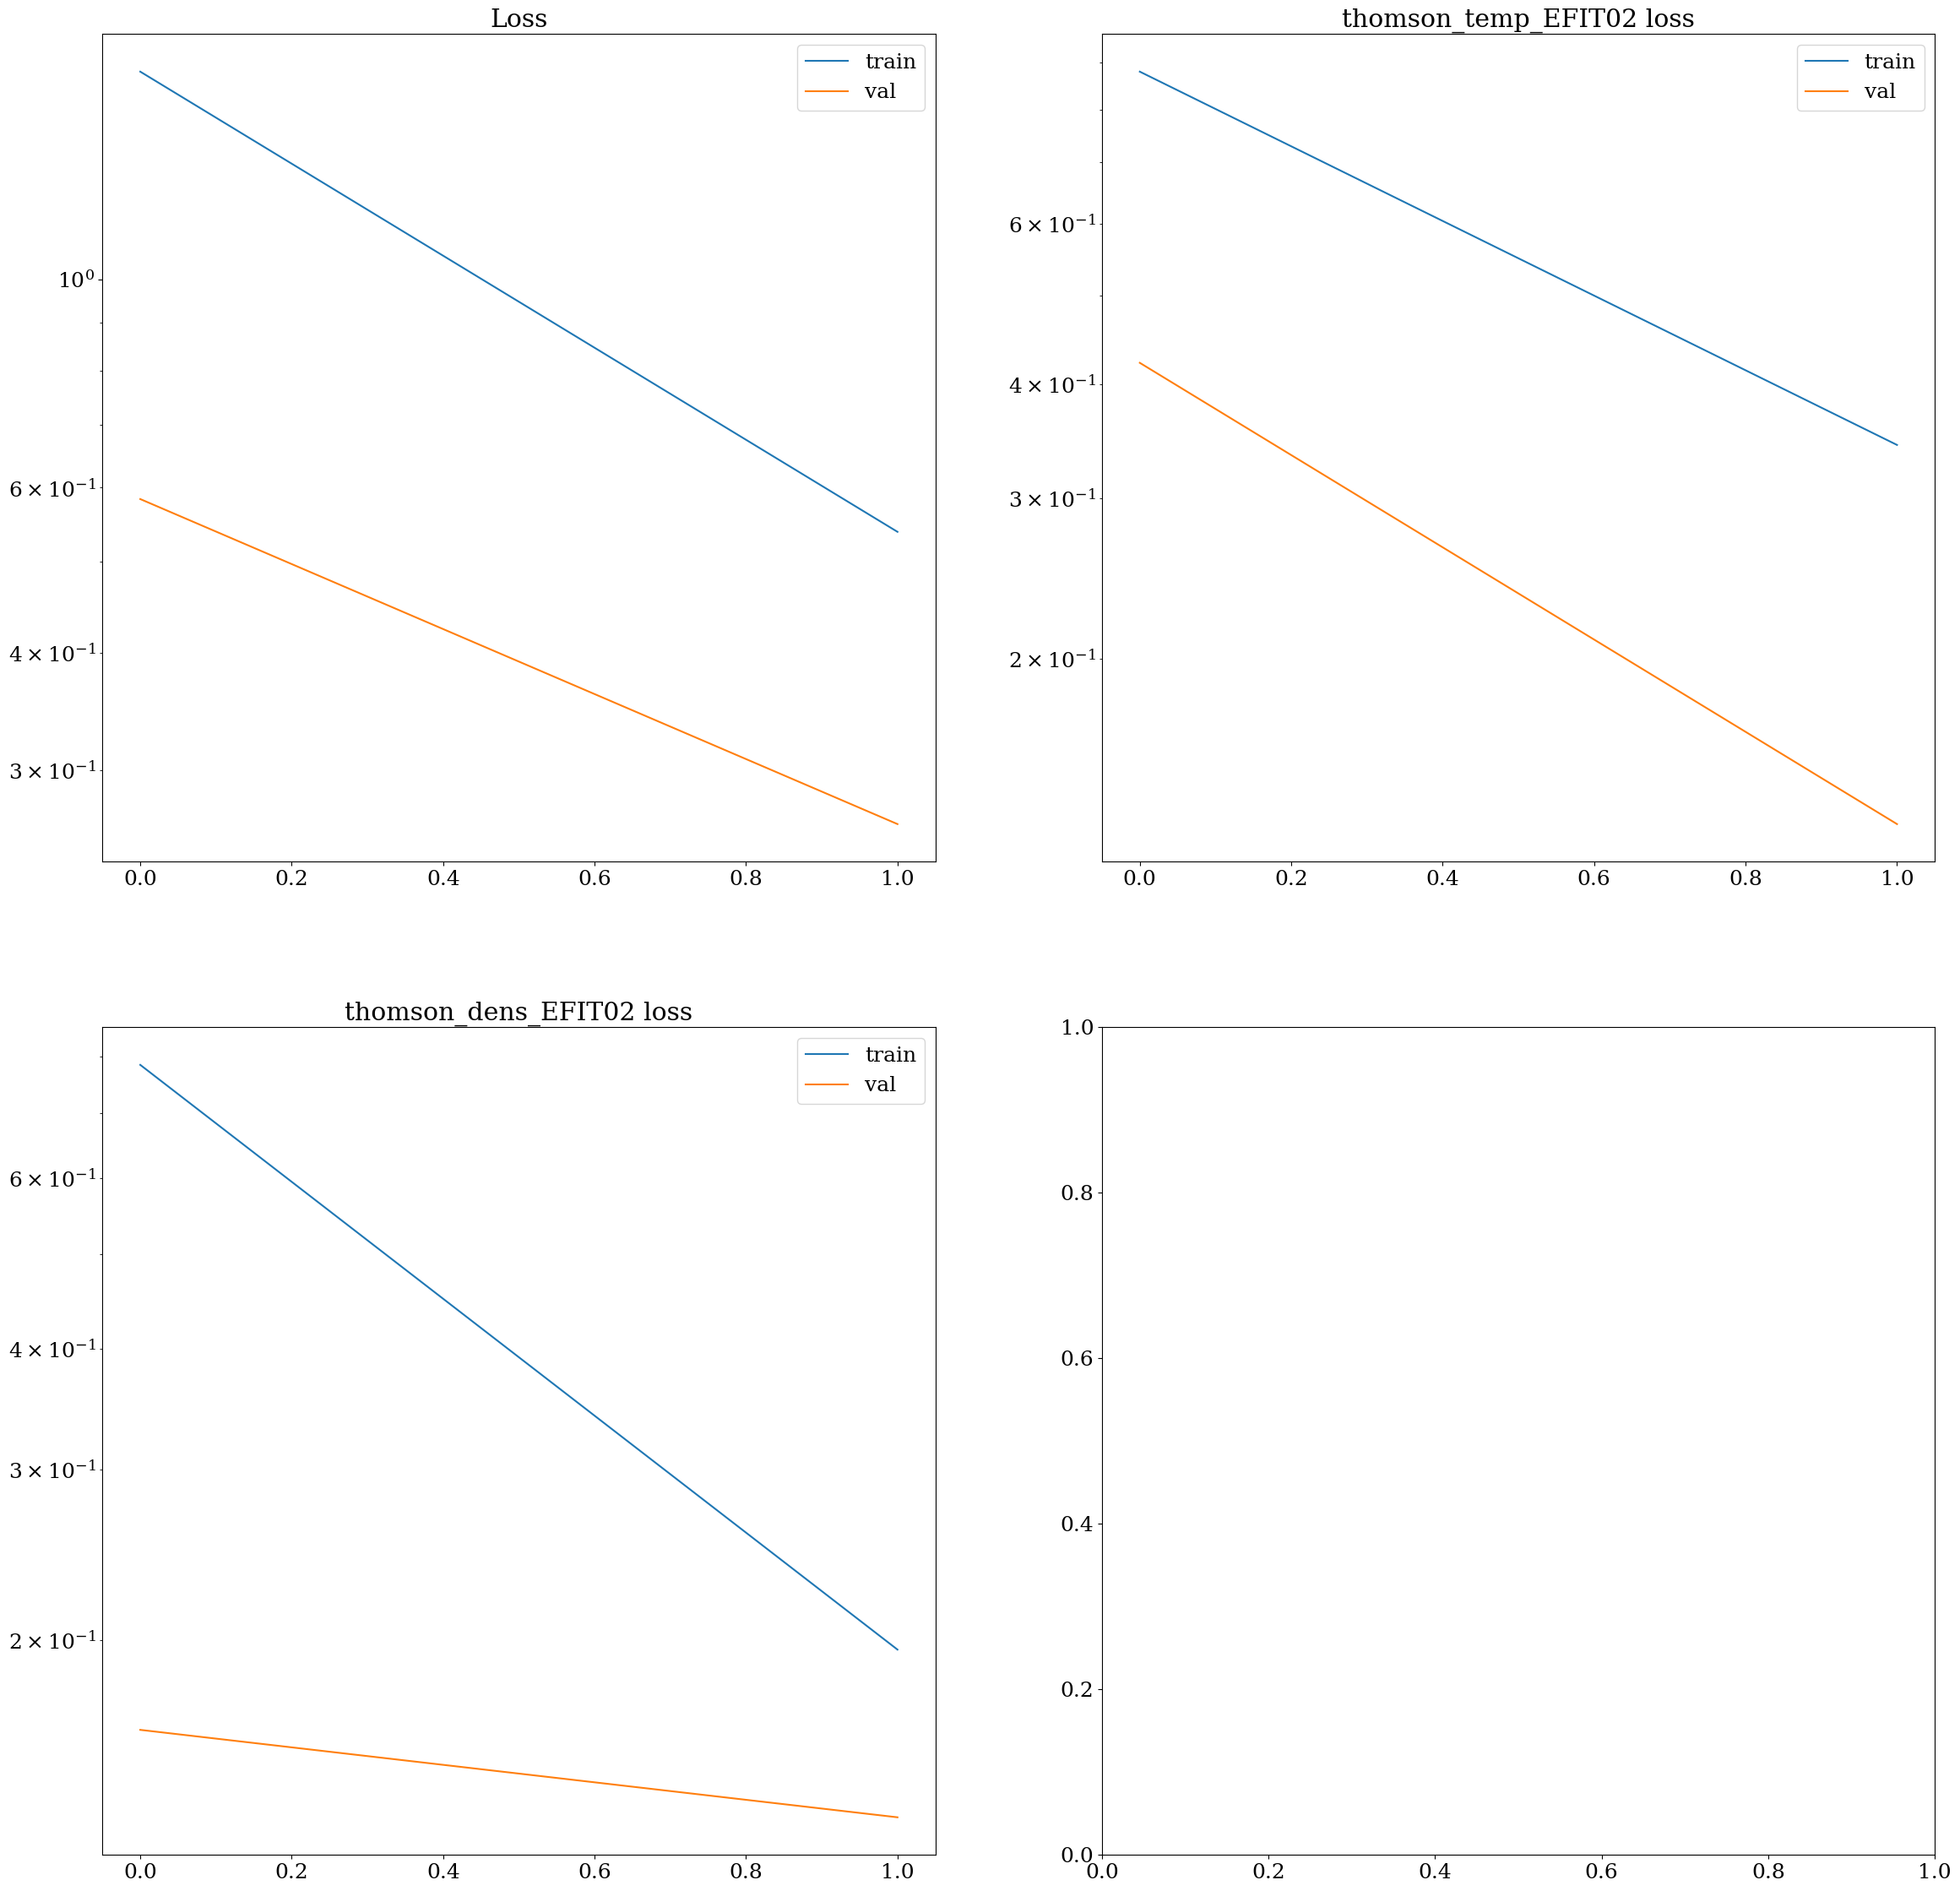 Loss
train
val
10⁰
6 × 10⁻¹
4 × 10⁻¹
3 × 10⁻¹
0.0 0.2 0.4 0.6 0.8 1.0
thomson_temp_EFIT02 loss
train
val
6 × 10⁻¹
4 × 10⁻¹
3 × 10⁻¹
2 × 10⁻¹
0.0 0.2 0.4 0.6 0.8 1.0
thomson_dens_EFIT02 loss
train
val
6 × 10⁻¹
4 × 10⁻¹
3 × 10⁻¹
2 × 10⁻¹
0.0 0.2 0.4 0.6 0.8 1.0
1.0
0.8
0.6
0.4
0.2
0.0
0.0 0.2 0.4 0.6 0.8 1.0